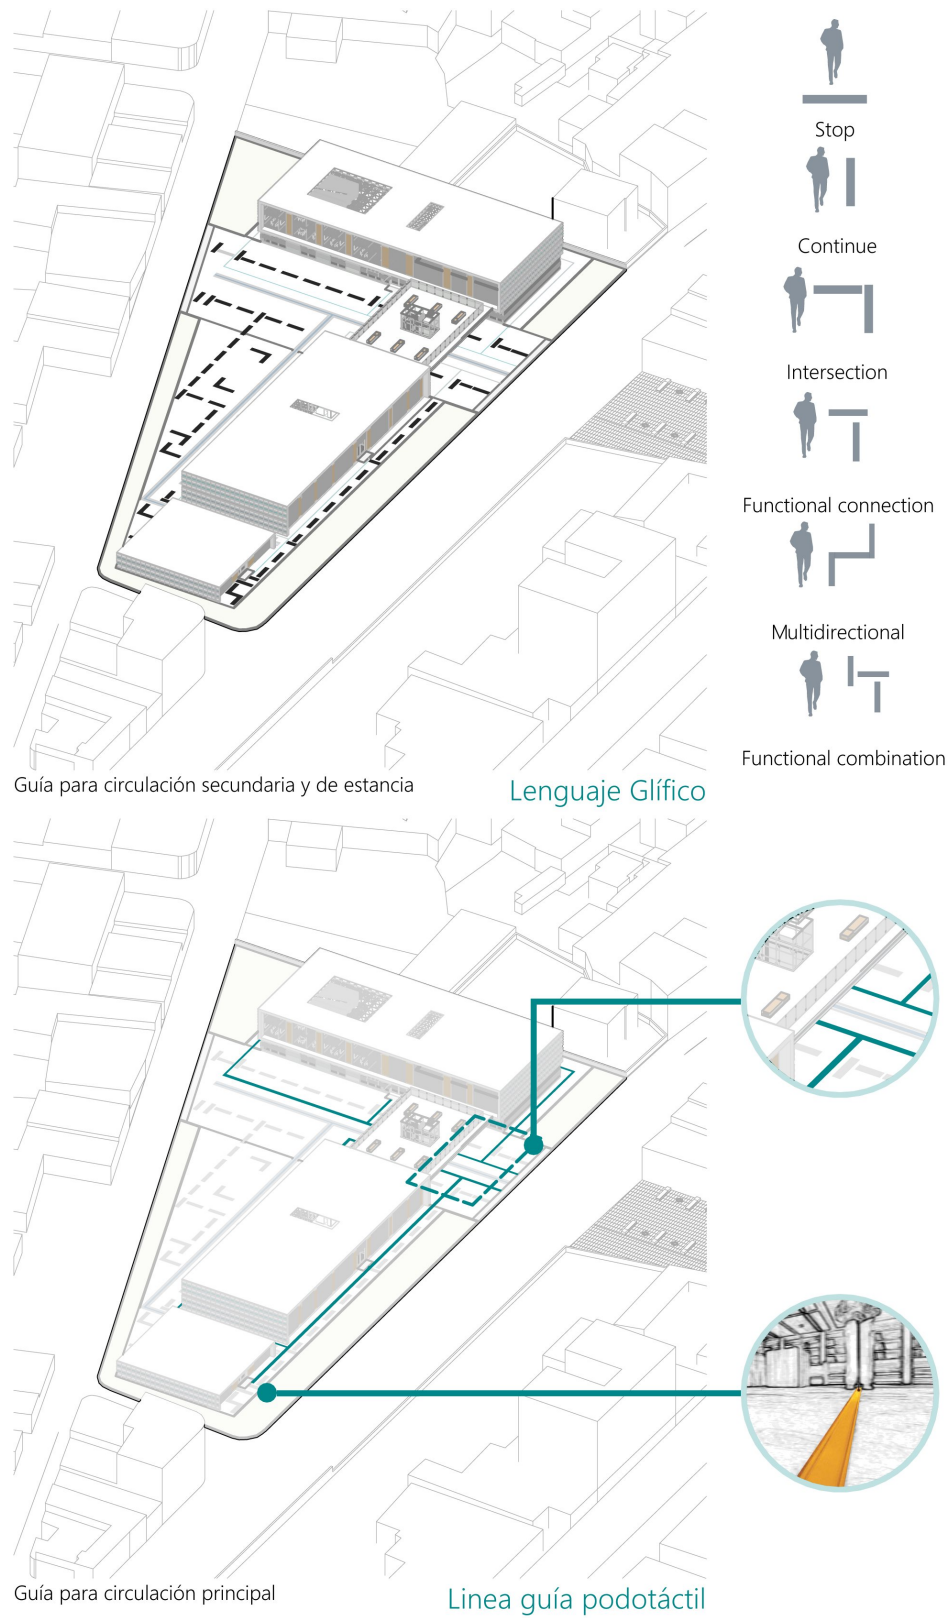 Stop
Continue
Intersection
Functional connection
Multidirectional
Functional combination
Guía para circulación secundaria y de estancia
Lenguaje Glífico
Guía para circulación principal
Linea guía podotáctil